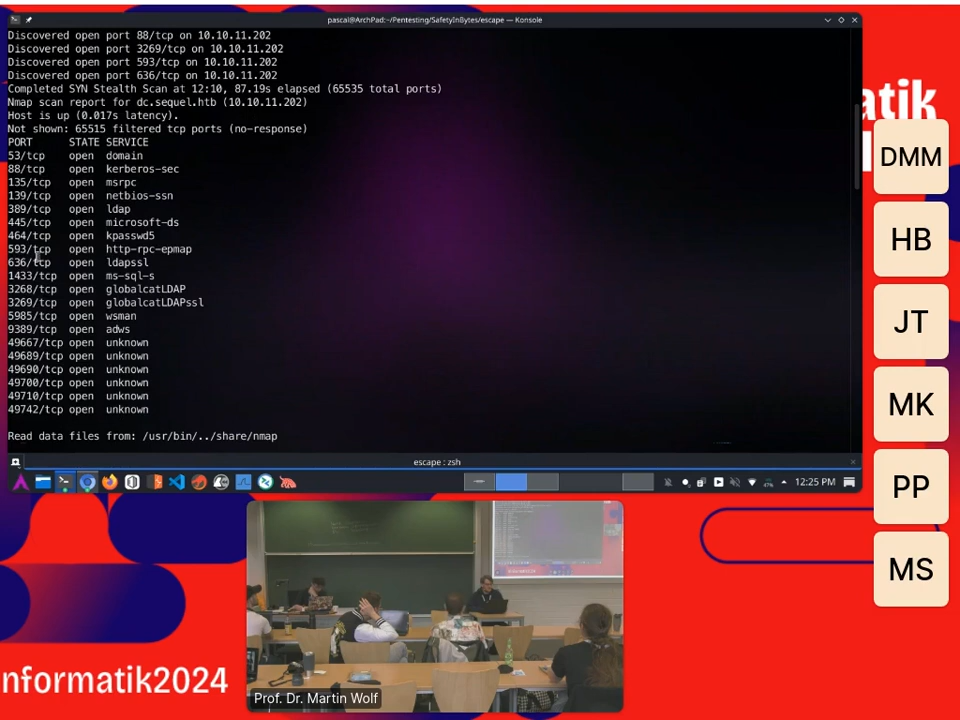 pascal@ArchPad:~/Pentesting/SafetyInBytes/escape — Konsole
Discovered open port 88/tcp on 10.10.11.202
Discovered open port 3269/tcp on 10.10.11.202
Discovered open port 593/tcp on 10.10.11.202
Discovered open port 636/tcp on 10.10.11.202
Completed SYN Stealth Scan at 12:10, 87.19s elapsed (65535 total ports)
Nmap scan report for dc.sequel.htb (10.10.11.202)
Host is up (0.017s latency).
Not shown: 65515 filtered tcp ports (no-response)
PORT STATE SERVICE
53/tcp open domain
88/tcp open kerberos-sec
135/tcp open msrpc
139/tcp open netbios-ssn
389/tcp open ldap
445/tcp open microsoft-ds
464/tcp open kpasswd5
593/tcp open http-rpc-epmap
636/tcp open ldapssl
1433/tcp open ms-sql-s
3268/tcp open globalcatLDAP
3269/tcp open globalcatLDAPssl
5985/tcp open wsman
9389/tcp open adws
49667/tcp open unknown
49689/tcp open unknown
49690/tcp open unknown
49700/tcp open unknown
49710/tcp open unknown
49742/tcp open unknown
Read data files from: /usr/bin/../share/nmap
escape : zsh
12:25 PM
atik
DMM
HB
JT
MK
PP
MS
nformatik2024
Prof. Dr. Martin Wolf